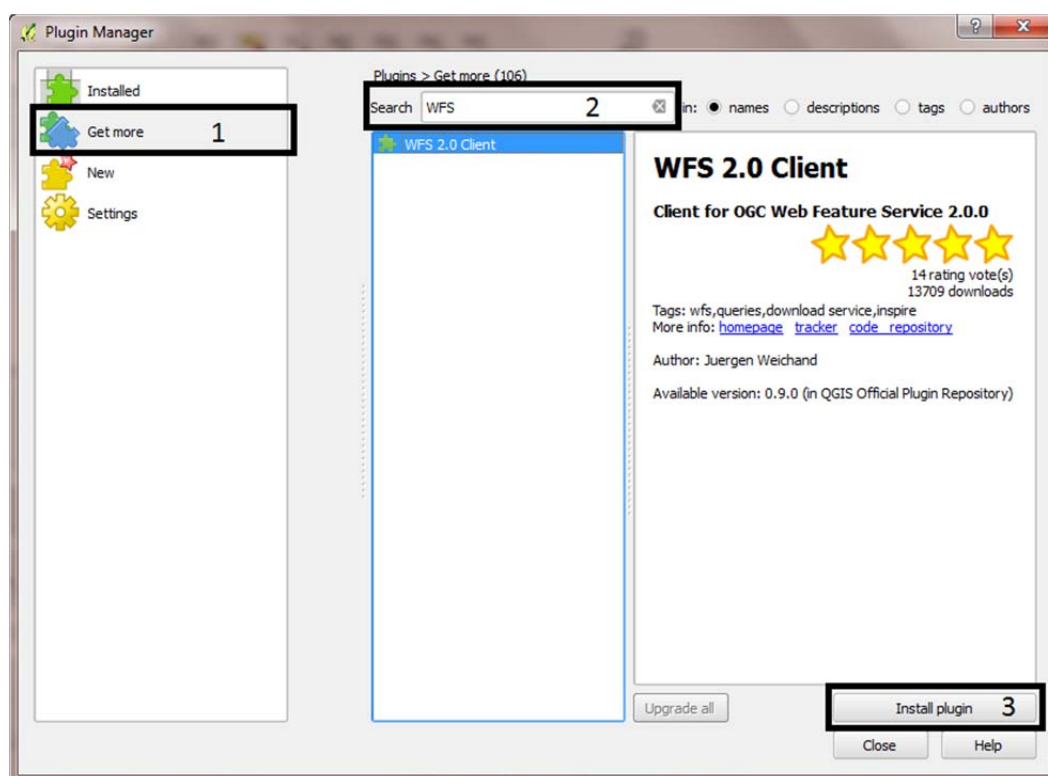 Plugin Manager
Installed
Get more 1
New
Settings
Plugins > Get more (106)
Search WFS 2 in: names descriptions tags authors
WFS 2.0 Client
WFS 2.0 Client
Client for OGC Web Feature Service 2.0.0
14 rating vote(s)
13709 downloads
Tags: wfs,queries,download service,inspire
More info: homepage tracker code repository
Author: Juergen Weichand
Available version: 0.9.0 (in QGIS Official Plugin Repository)
Upgrade all
Install plugin 3
Close
Help